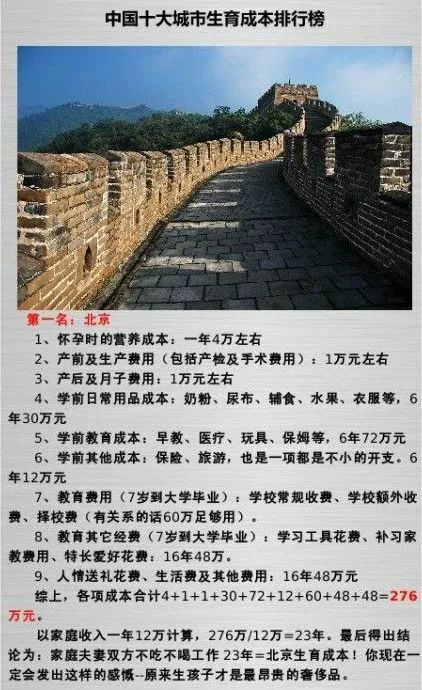 中国十大城市生育成本排行榜
第一名：北京
1、怀孕时的营养成本：一年4万左右
2、产前及生产费用（包括产检及手术费用）：1万元左右
3、产后及月子费用：1万元左右
4、学前日常用品成本：奶粉、尿布、辅食、水果、衣服等，6
年30万元
5、学前教育成本：早教、医疗、玩具、保姆等，6年72万元
6、学前其他成本：保险、旅游，也是一项都是不小的开支。6
年12万元
7、教育费用（7岁到大学毕业）：学校常规收费、学校额外收
费、择校费（有关系的话60万足够用）。
8、教育其它经费（7岁到大学毕业）：学习工具花费、补习家
教费用、特长爱好花费：16年48万。
9、人情送礼花费、生活费及其他费用：16年48万元
综上，各项成本合计4+1+1+30+72+12+60+48+48=276
万元。
以家庭收入一年12万计算，276万/12万=23年。最后得出结
论为：家庭夫妻双方不吃不喝工作 23年=北京生育成本！你现在一
定会发出这样的感慨--原来生孩子才是最昂贵的奢侈品。